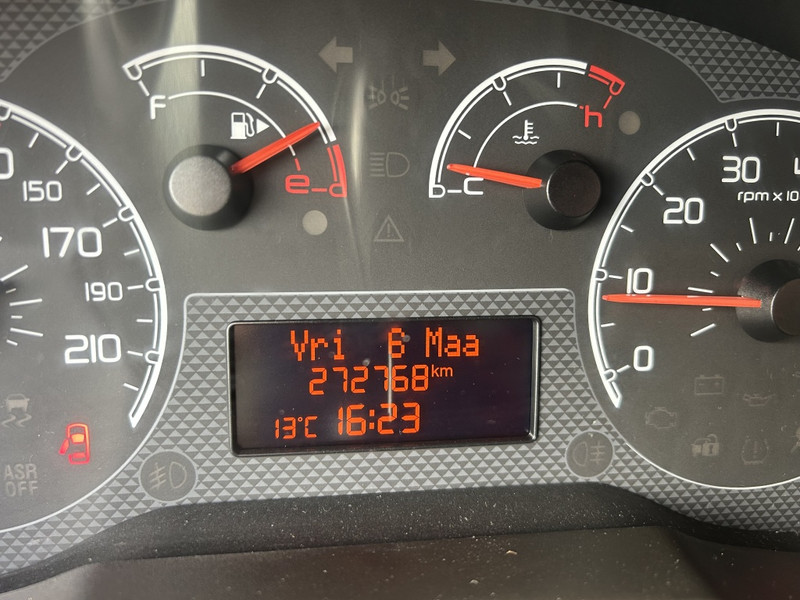 F
e
c
h
150
170
190
210
ASR
OFF
0
10
20
30
rpm x 10
Vri 6 Maa
272768km
13°C 16:23